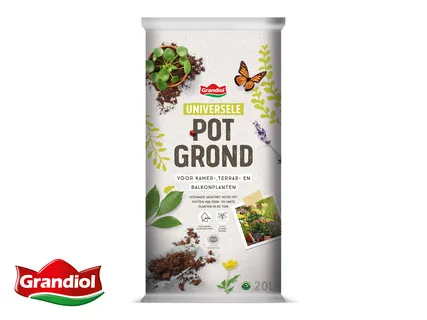 Grandiol
UNIVERSELE
POT
GROND
VOOR KAMER-, TERRAS- EN
BALKONPLANTEN
20L
Grandiol